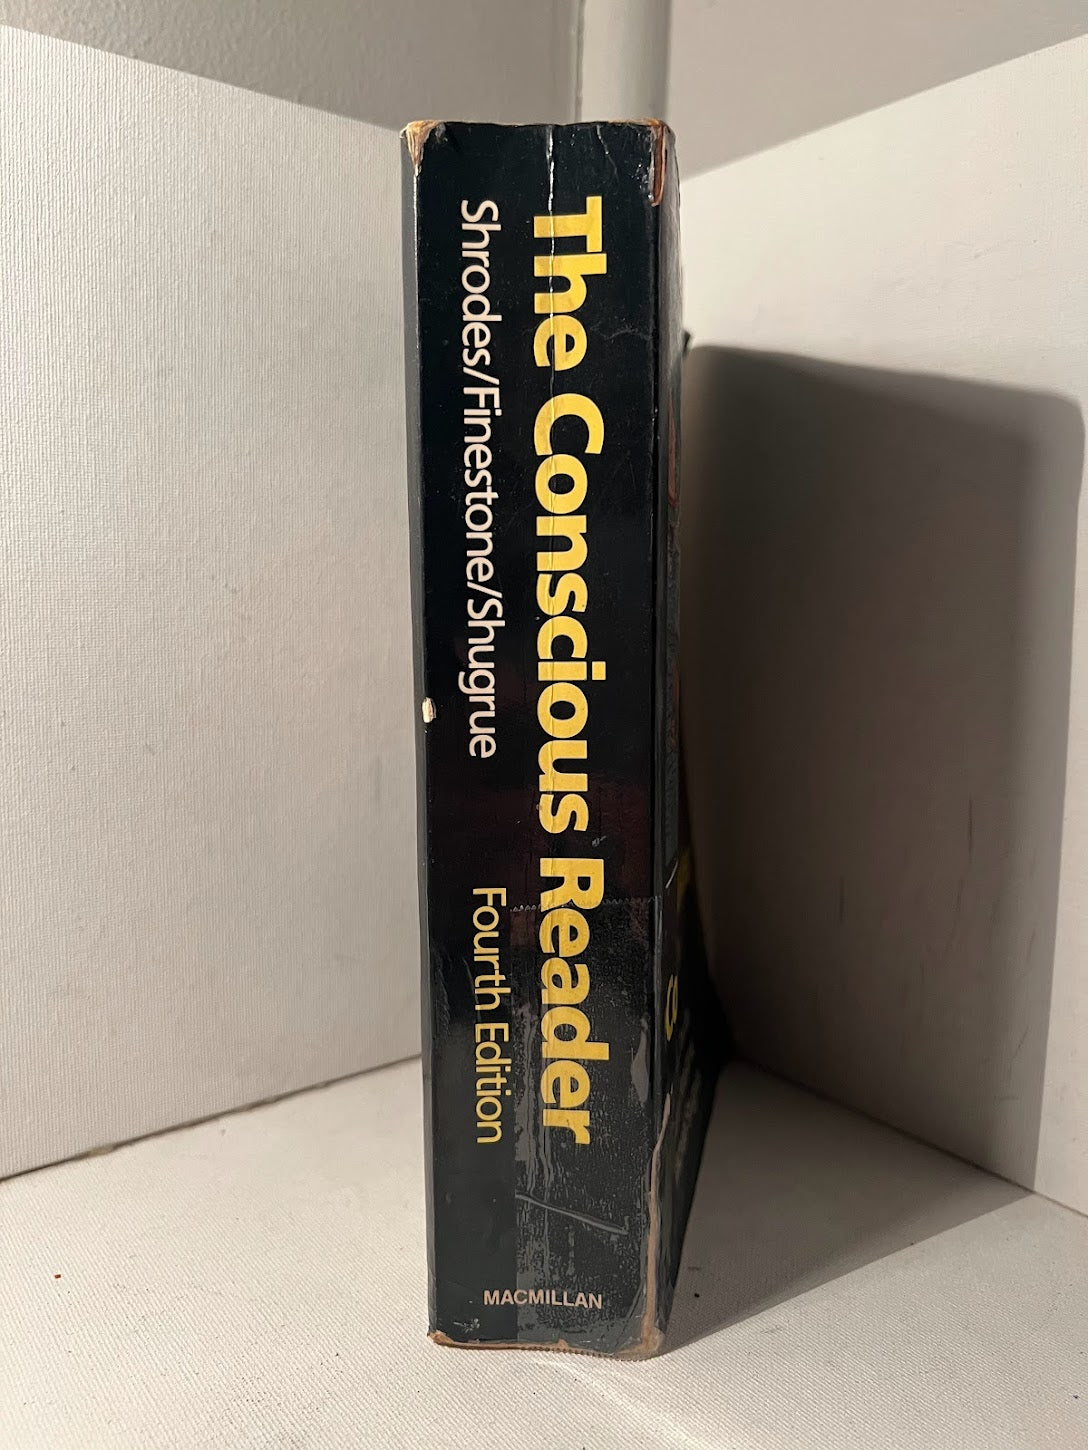 The Conscious Reader
Shrodes/Finestone/Shugrue
Fourth Edition
MACMILLAN